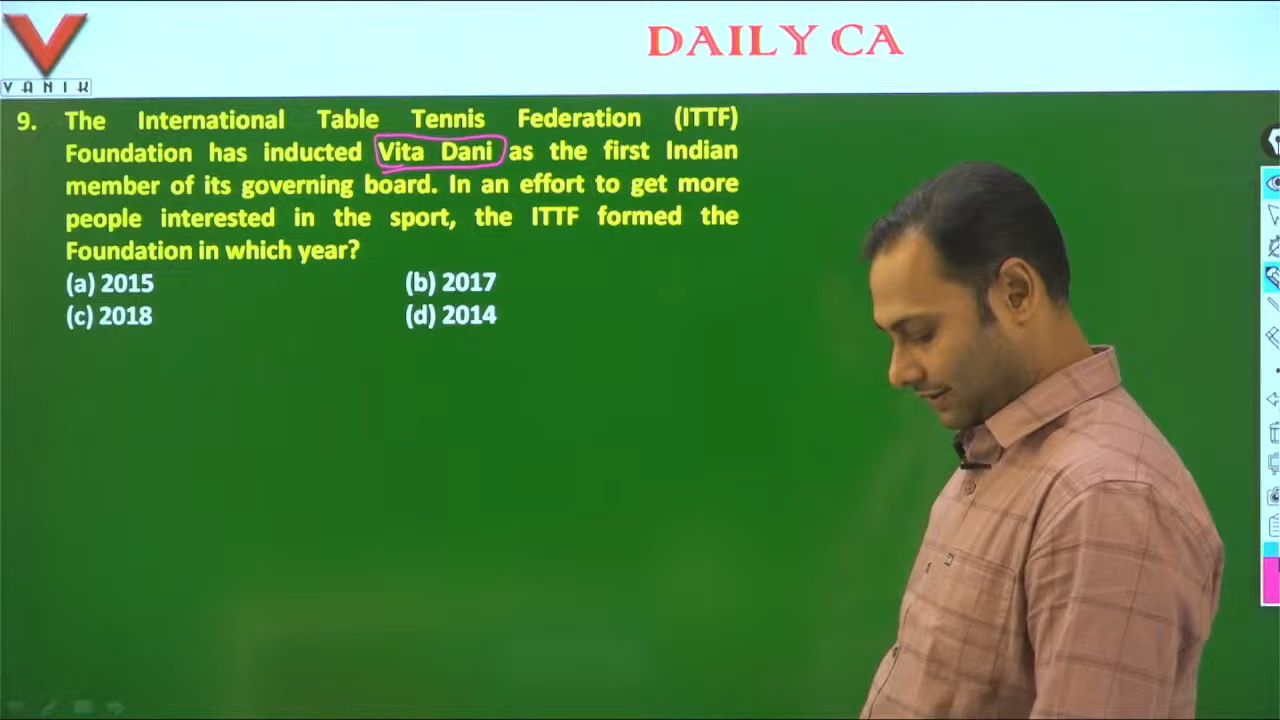 DAILY CA
VANIK
9. The International Table Tennis Federation (ITTF)
Foundation has inducted Vita Dani as the first Indian
member of its governing board. In an effort to get more
people interested in the sport, the ITTF formed the
Foundation in which year?
(a) 2015 (b) 2017
(c) 2018 (d) 2014